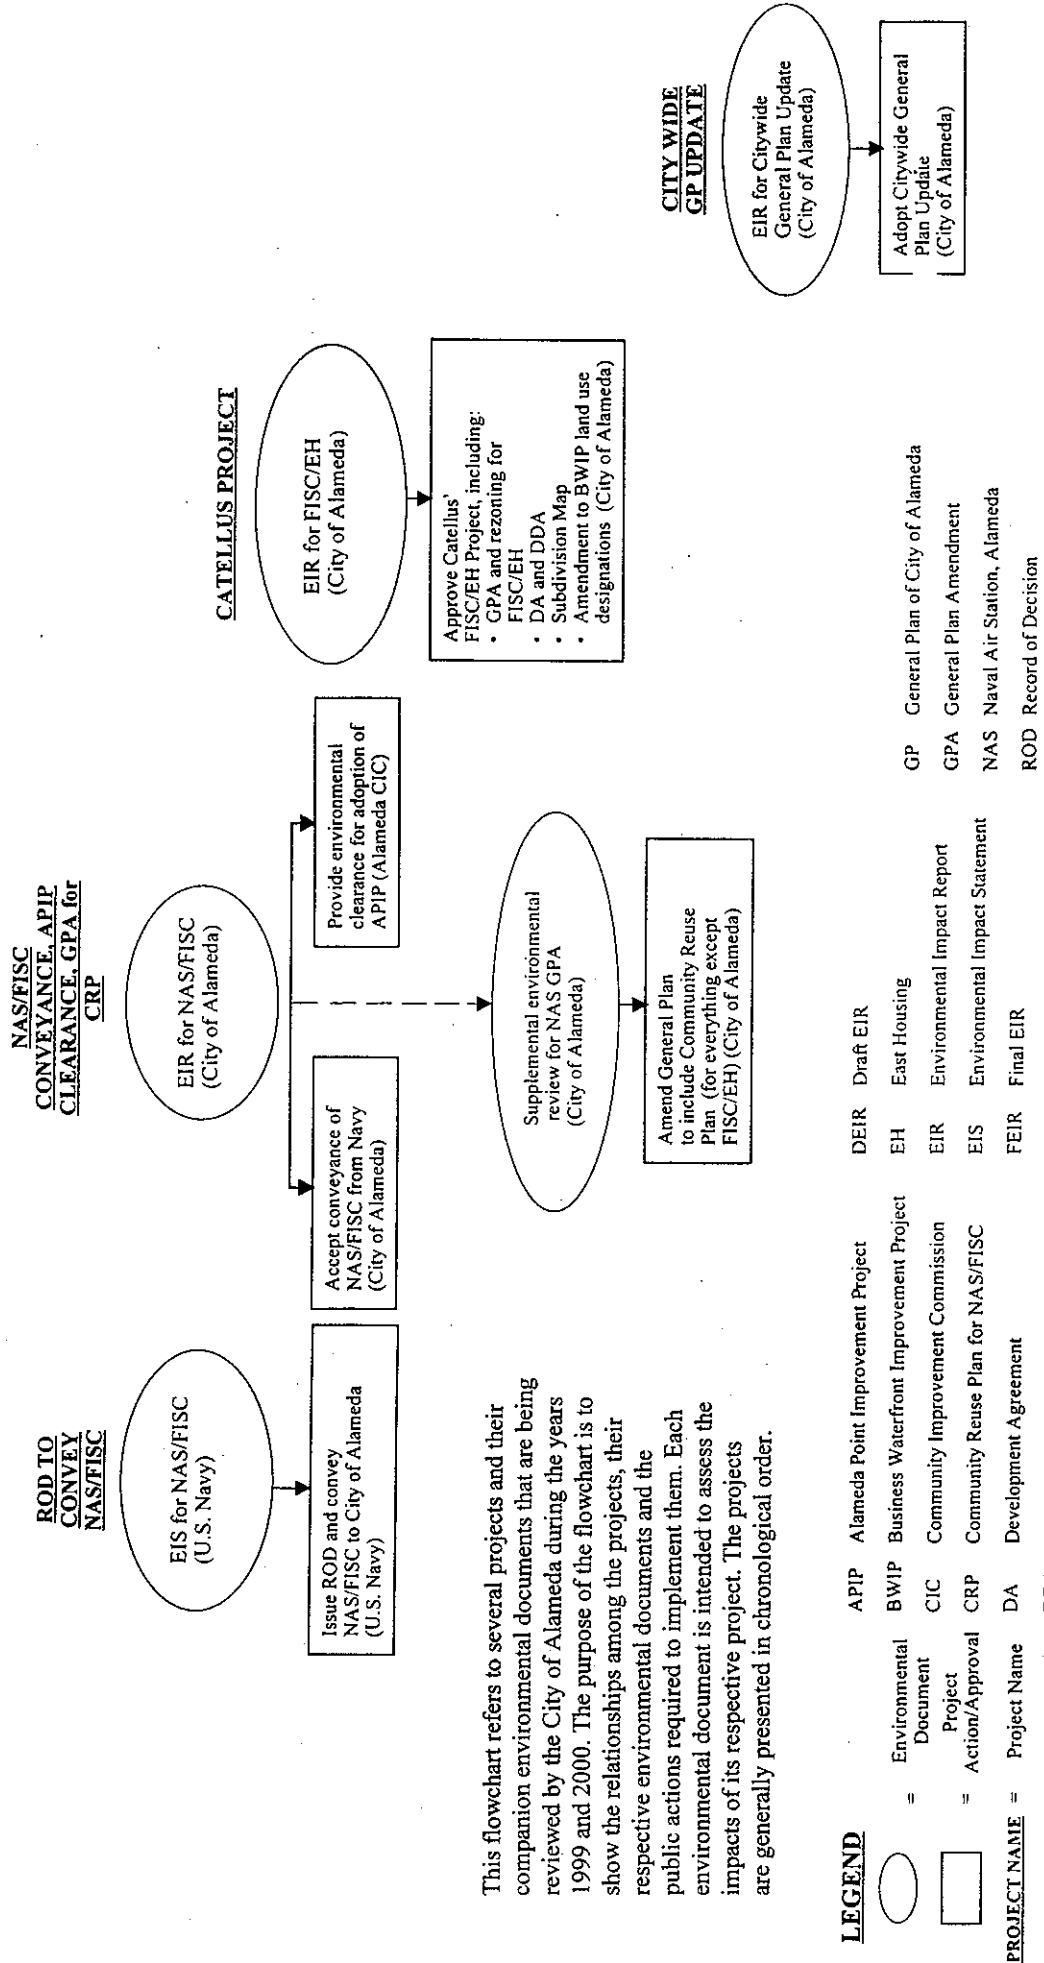 ROD TO
CONVEY
NAS/FISC
EIS for NAS/FISC
(U.S. Navy)
Issue ROD and convey
NAS/FISC to City of Alameda
(U.S. Navy)
NAS/FISC
CONVEYANCE, APIP
CLEARANCE, GPA for
CRP
EIR for NAS/FISC
(City of Alameda)
Accept conveyance of
NAS/FISC from Navy
(City of Alameda)
Provide environmental
clearance for adoption of
APIP (Alameda CIC)
Supplemental environmental
review for NAS GPA
(City of Alameda)
Amend General Plan
to include Community Reuse
Plan (for everything except
FISC/EH) (City of Alameda)
CATELLUS PROJECT
EIR for FISC/EH
(City of Alameda)
Approve Catellus'
FISC/EH Project, including:
• GPA and rezoning for
FISC/EH
• DA and DDA
• Subdivision Map
• Amendment to BWIP land use
designations (City of Alameda)
CITY WIDE
GP UPDATE
EIR for Citywide
General Plan Update
(City of Alameda)
Adopt Citywide General
Plan Update
(City of Alameda)
This flowchart refers to several projects and their
companion environmental documents that are being
reviewed by the City of Alameda during the years
1999 and 2000. The purpose of the flowchart is to
show the relationships among the projects, their
respective environmental documents and the
public actions required to implement them. Each
environmental document is intended to assess the
impacts of its respective project. The projects
are generally presented in chronological order.
LEGEND
= Environmental
Document
= Project
Action/Approval
PROJECT NAME = Project Name
APIP Alameda Point Improvement Project
BWIP Business Waterfront Improvement Project
CIC Community Improvement Commission
CRP Community Reuse Plan for NAS/FISC
DA Development Agreement
DEIR Draft EIR
EH East Housing
EIR Environmental Impact Report
EIS Environmental Impact Statement
FEIR Final EIR
GP General Plan of City of Alameda
GPA General Plan Amendment
NAS Naval Air Station, Alameda
ROD Record of Decision